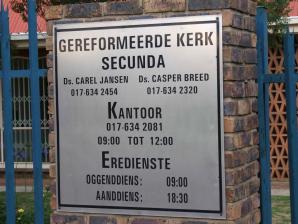 GEREFORMEERDE KERK
SECUNDA
Ds. CAREL JANSEN Ds. CASPER BREED
017-634 2454 017-634 2320
KANTOOR
017-634 2081
09:00 TOT 12:00
EREDIENSTE
OGGENDDIENS: 09:00
AANDDIENS: 18:30